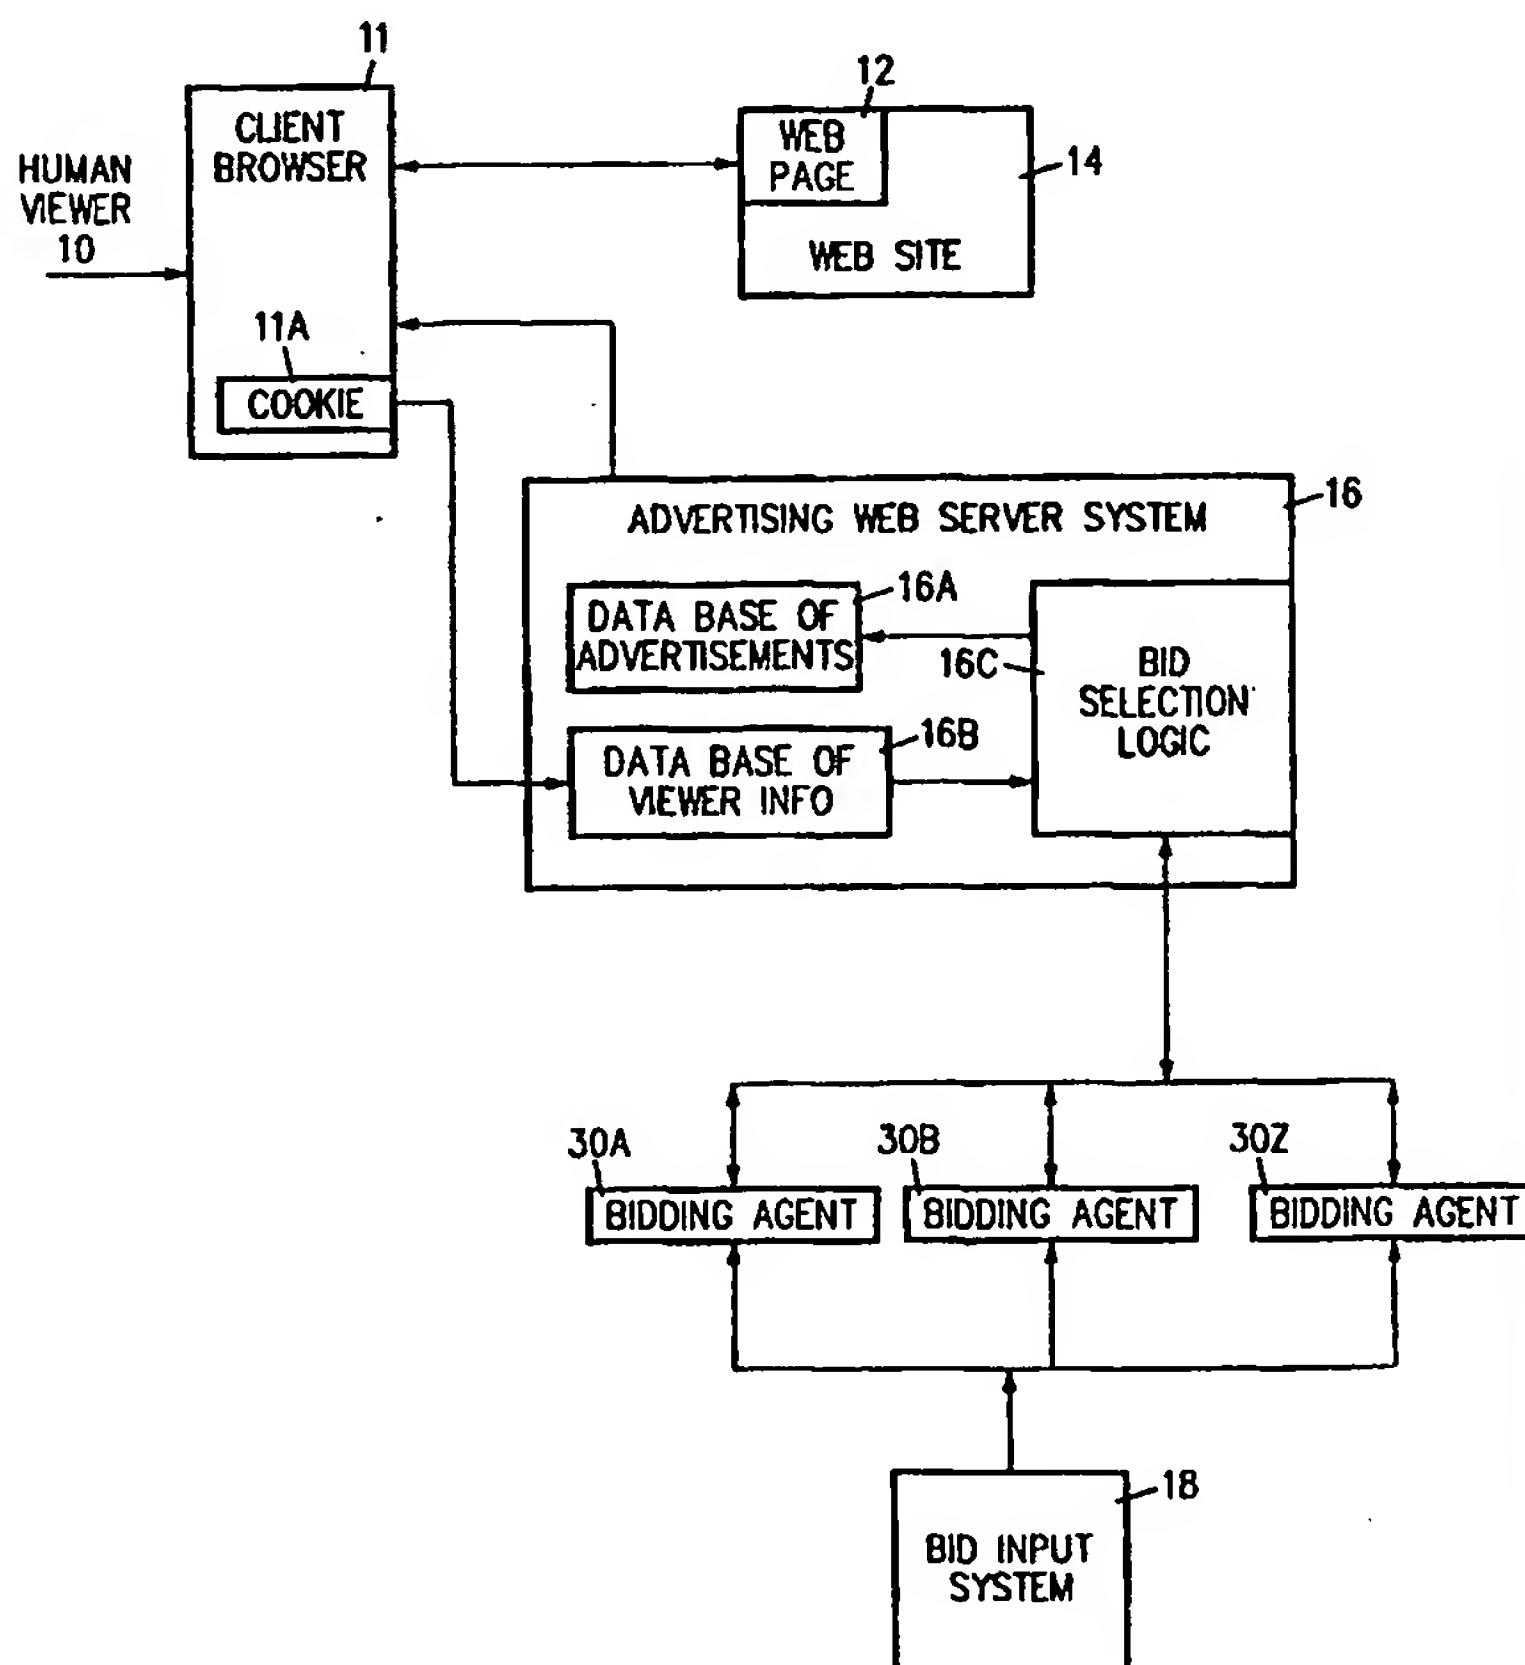 11
CLIENT
BROWSER
HUMAN
VIEWER
10
11A
COOKIE
12
WEB
PAGE
14
WEB SITE
16
ADVERTISING WEB SERVER SYSTEM
16A
DATA BASE OF
ADVERTISEMENTS
16C
BID
SELECTION
LOGIC
16B
DATA BASE OF
VIEWER INFO
30A
BIDDING AGENT
30B
BIDDING AGENT
30Z
BIDDING AGENT
18
BID INPUT
SYSTEM